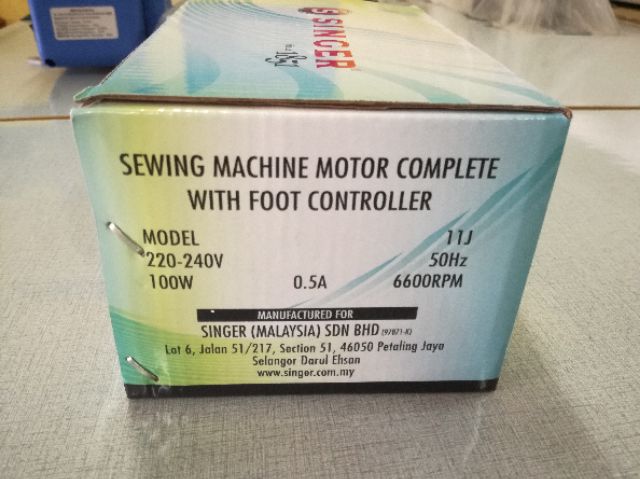 SINGER
SEWING MACHINE MOTOR COMPLETE
WITH FOOT CONTROLLER
MODEL 11J
220-240V 50Hz
100W 0.5A 6600RPM
MANUFACTURED FOR
SINGER (MALAYSIA) SDN BHD (97871-K)
Lot 6, Jalan 51/217, Section 51, 46050 Petaling Jaya
Selangor Darul Ehsan
www.singer.com.my